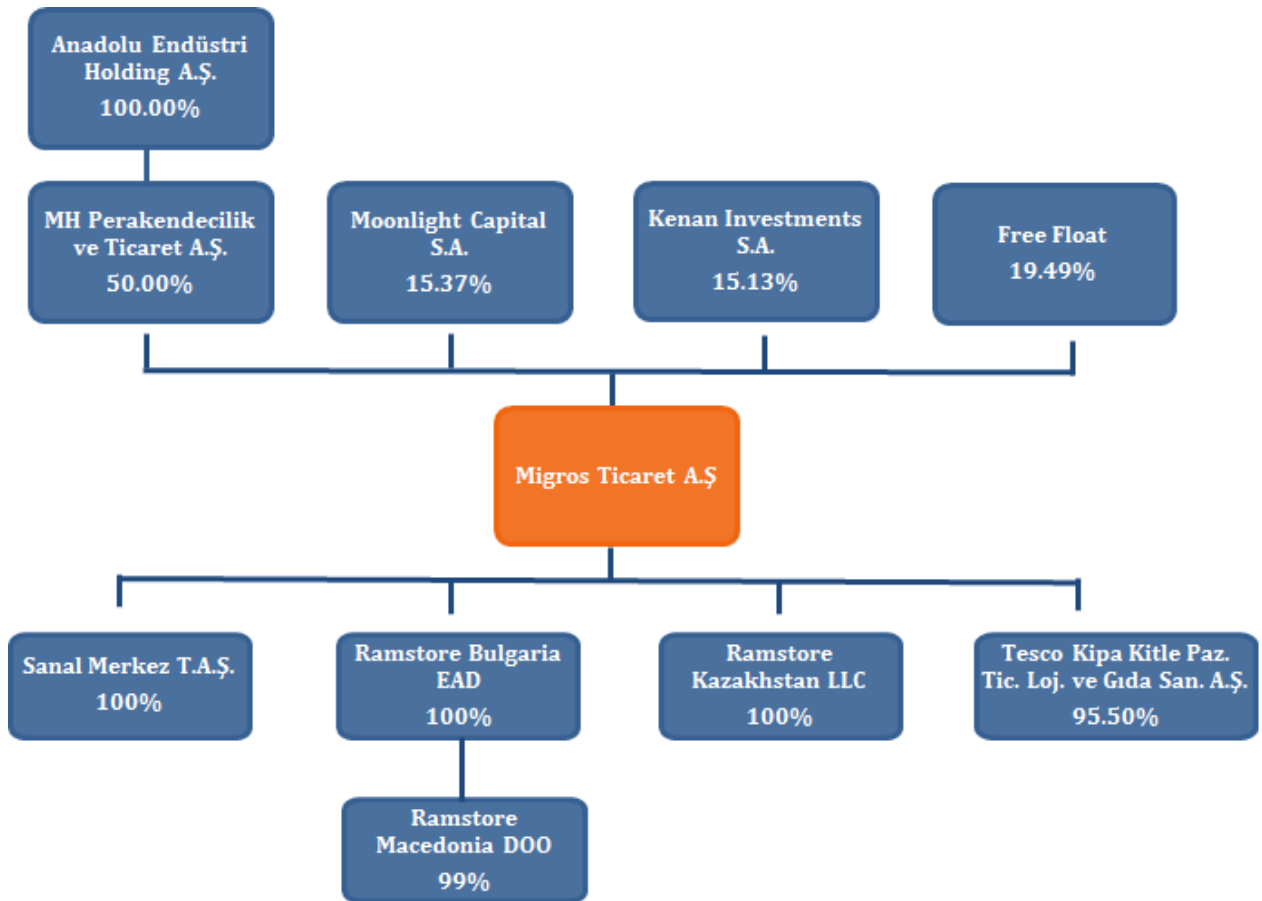 Anadolu Endüstri
Holding A.Ş.
100.00%
MH Perakendecilik
ve Ticaret A.Ş.
50.00%
Moonlight Capital
S.A.
15.37%
Kenan Investments
S.A.
15.13%
Free Float
19.49%
Migros Ticaret A.Ş
Sanal Merkez T.A.Ş.
100%
Ramstore Bulgaria
EAD
100%
Ramstore
Kazakhstan LLC
100%
Tesco Kipa Kitle Paz.
Tic. Loj. ve Gıda San. A.Ş.
95.50%
Ramstore
Macedonia DOO
99%